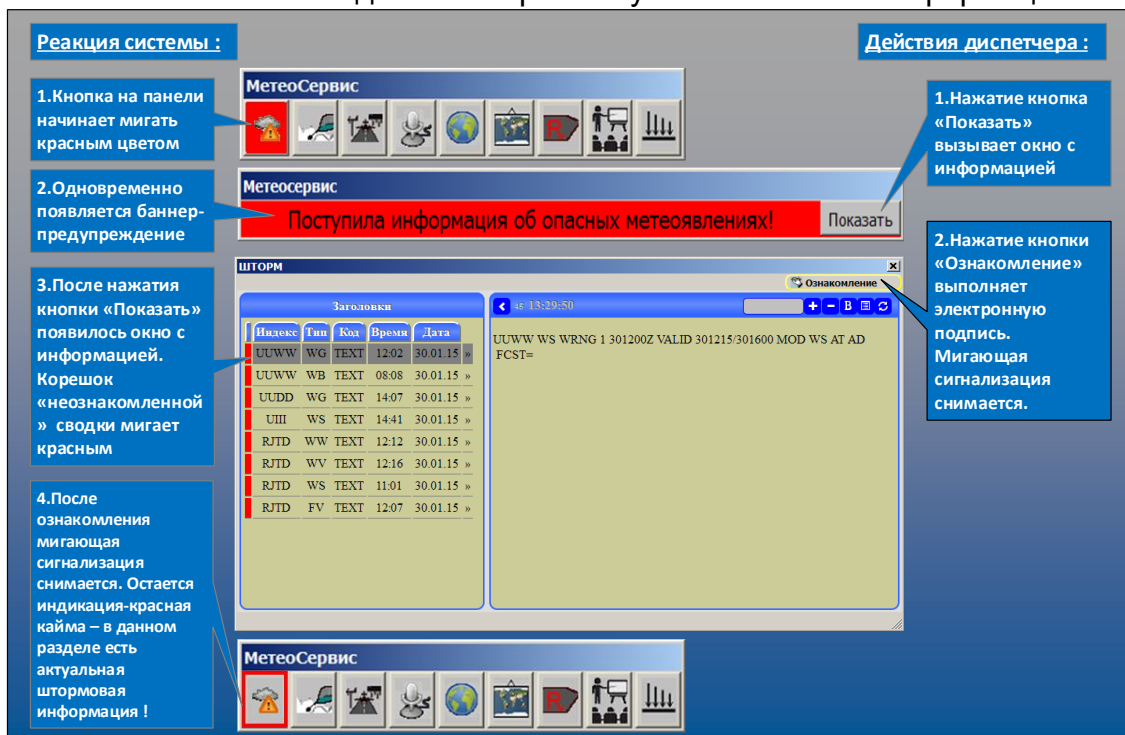 Реакция системы :
Действия диспетчера :
1.Кнопка на панели
начинает мигать
красным цветом
МетеоСервис
1.Нажатие кнопка
«Показать»
вызывает окно с
информацией
2.Одновременно
появляется баннер-
предупреждение
Метеосервис
Поступила информация об опасных метеоявлениях!
Показать
2.Нажатие кнопки
«Ознакомление»
выполняет
электронную
подпись.
Мигающая
сигнализация
снимается.
3.После нажатия
кнопки «Показать»
появилось окно с
информацией.
Корешок
«неознакомленной
» сводки мигает
красным
ШТОРМ
Ознакомление
Заголовки
45 13:29:50
B
Индекс Тип Код Время Дата
UUWW WG TEXT 12:02 30.01.15 »
UUWW WB TEXT 08:08 30.01.15 »
UUDD WG TEXT 14:07 30.01.15 »
UIII WS TEXT 14:41 30.01.15 »
RJTD WW TEXT 12:12 30.01.15 »
RJTD WV TEXT 12:16 30.01.15 »
RJTD WS TEXT 11:01 30.01.15 »
RJTD FV TEXT 12:07 30.01.15 »
UUWW WS WRNG 1 301200Z VALID 301215/301600 MOD WS AT AD
FCST=
4.После
ознакомления
мигающая
сигнализация
снимается. Остается
индикация-красная
кайма – в данном
разделе есть
актуальная
штормовая
информация !
МетеоСервис